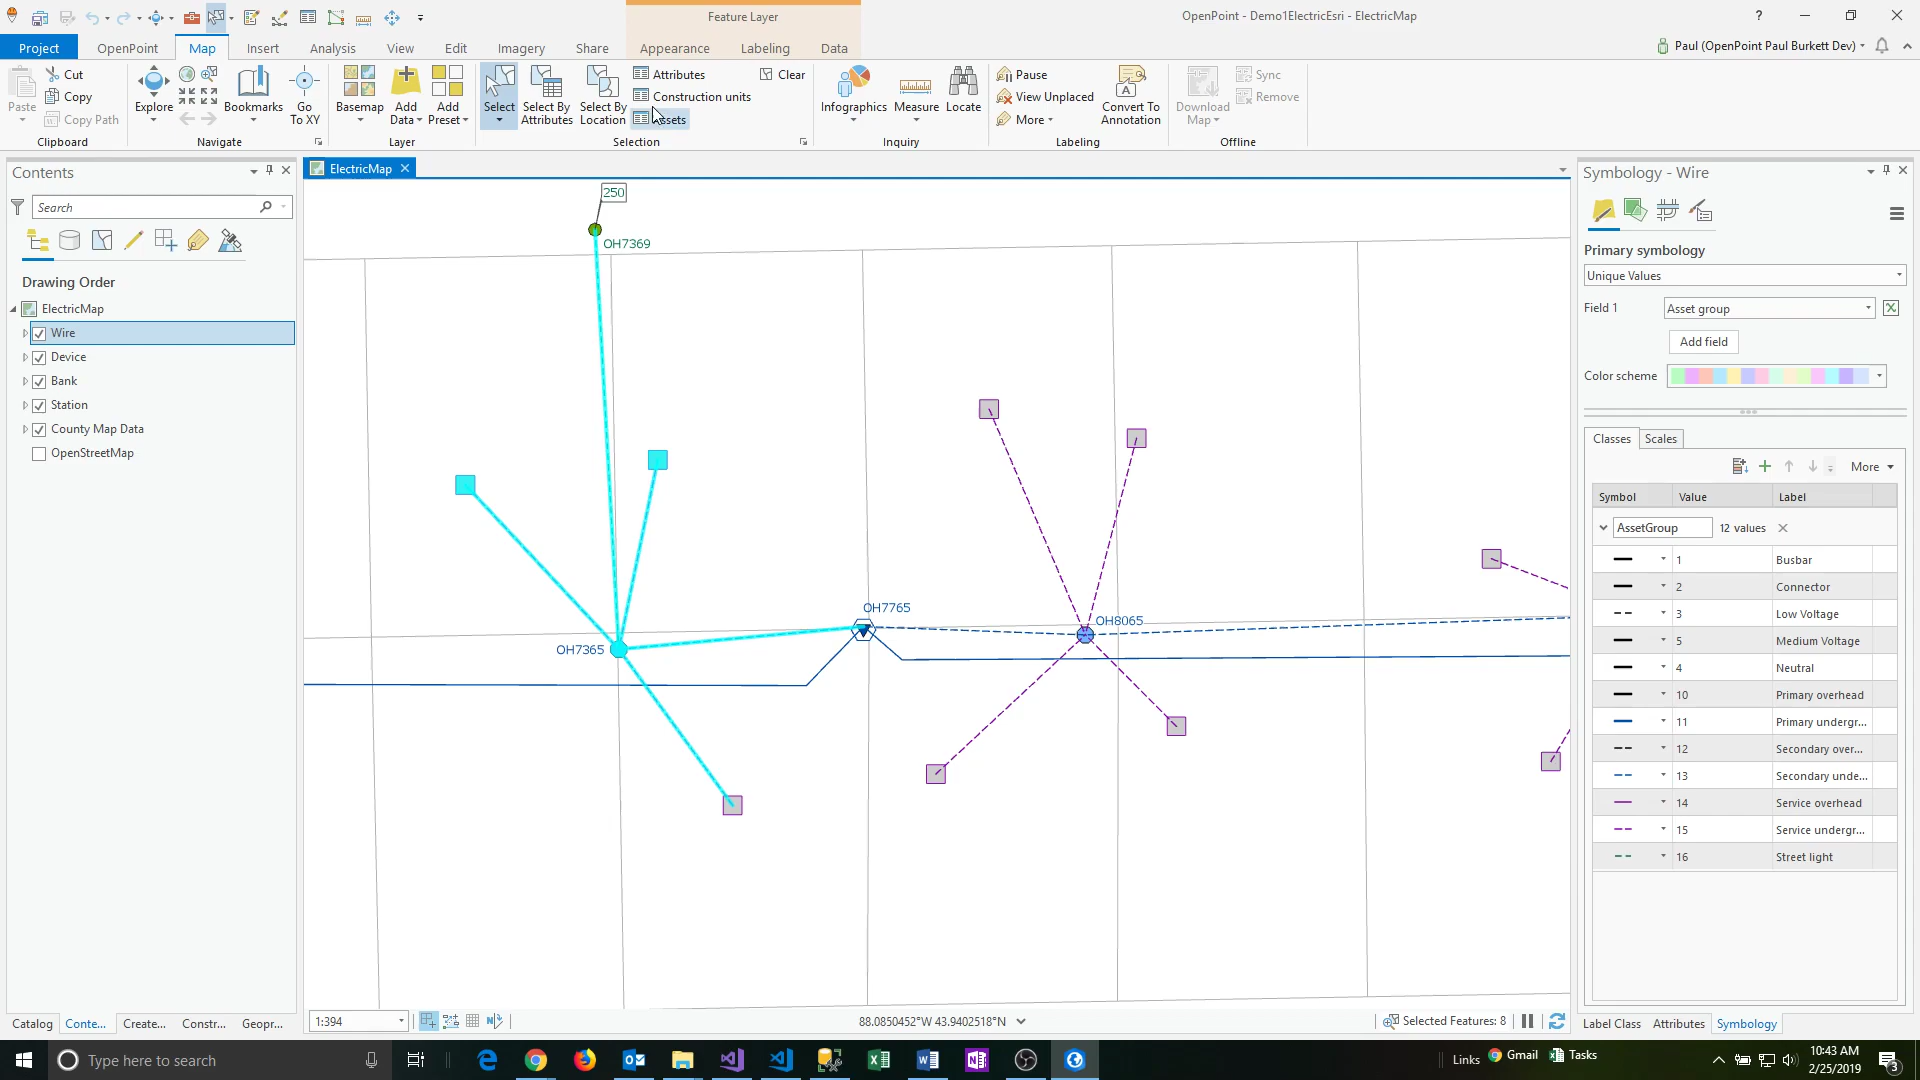 Feature Layer
OpenPoint - Demo1ElectricEsri - ElectricMap
?
Project
OpenPoint
Map
Insert
Analysis
View
Edit
Imagery
Share
Appearance
Labeling
Data
Paul (OpenPoint Paul Burkett Dev)
Paste
Cut
Copy
Copy Path
Clipboard
Explore
Bookmarks
Go
To XY
Navigate
Basemap
Add
Data
Add
Preset
Layer
Select
Select By
Attributes
Select By
Location
Attributes
Construction units
ssets
Clear
Selection
Infographics
Measure
Locate
Inquiry
Pause
View Unplaced
More
Convert To
Annotation
Labeling
Download
Map
Sync
Remove
Offline
Contents
Search
Drawing Order
ElectricMap
Wire
Device
Bank
Station
County Map Data
OpenStreetMap
Catalog
Conte...
Create...
Constr...
Geopr...
ElectricMap
250
OH7369
OH7765
OH8065
OH7365
1:394
88.0850452°W 43.9402518°N
Selected Features: 8
Symbology - Wire
Primary symbology
Unique Values
Field 1
Asset group
Add field
Color scheme
Classes
Scales
More
Symbol
Value
Label
AssetGroup
12 values
1
Busbar
2
Connector
3
Low Voltage
5
Medium Voltage
4
Neutral
10
Primary overhead
11
Primary undergr...
12
Secondary over...
13
Secondary unde...
14
Service overhead
15
Service undergr...
16
Street light
Label Class
Attributes
Symbology
Type here to search
Links
Gmail
Tasks
10:43 AM
2/25/2019
3